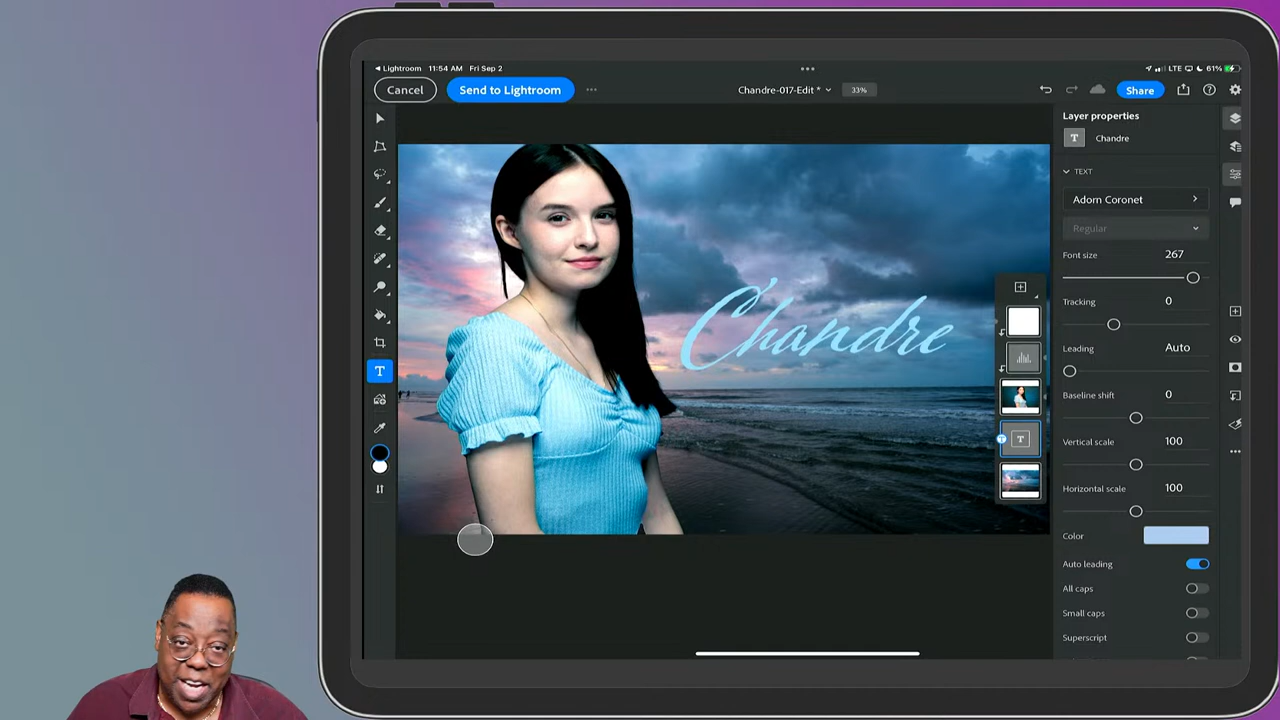 Lightroom 11:54 AM Fri Sep 2
LTE 61%
Cancel
Send to Lightroom
Chandre-017-Edit *
33%
Share
Layer properties
T Chandre
TEXT
Adorn Coronet
Regular
Font size 267
Tracking 0
Leading Auto
Baseline shift 0
Vertical scale 100
Horizontal scale 100
Color
Auto leading
All caps
Small caps
Superscript
Chandre
T
T
T